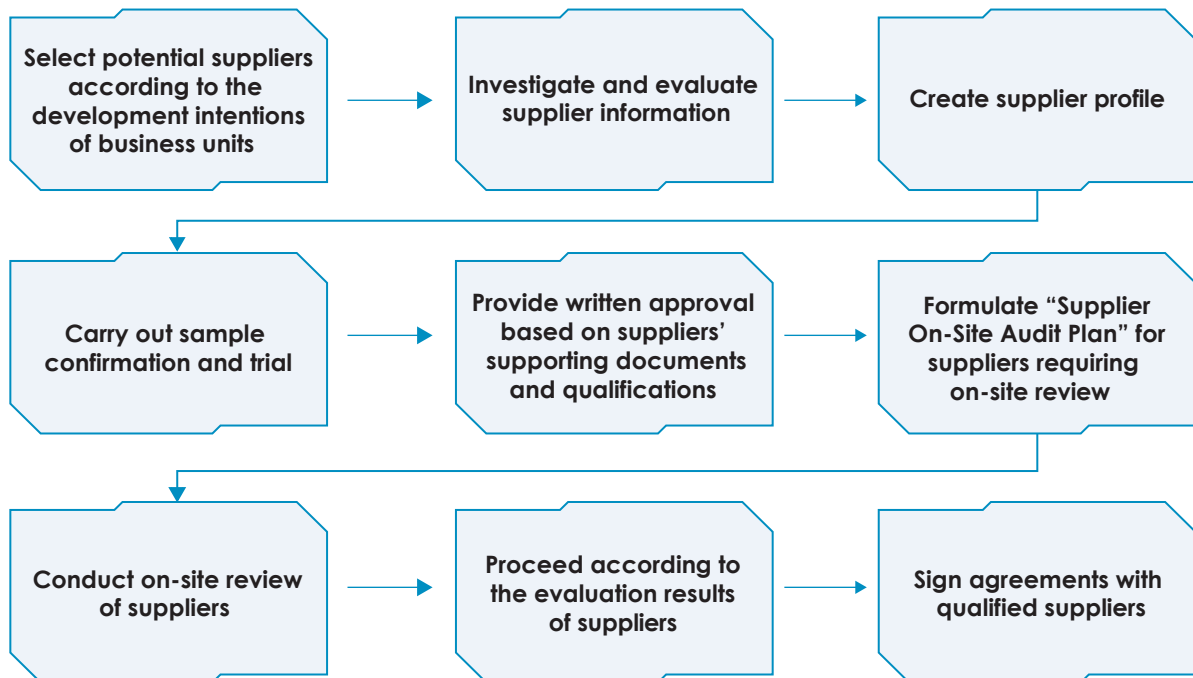 Select potential suppliers
according to the
development intentions
of business units
Investigate and evaluate
supplier information
Create supplier profile
Carry out sample
confirmation and trial
Provide written approval
based on suppliers’
supporting documents
and qualifications
Formulate “Supplier
On-Site Audit Plan” for
suppliers requiring
on-site review
Conduct on-site review
of suppliers
Proceed according to
the evaluation results
of suppliers
Sign agreements with
qualified suppliers